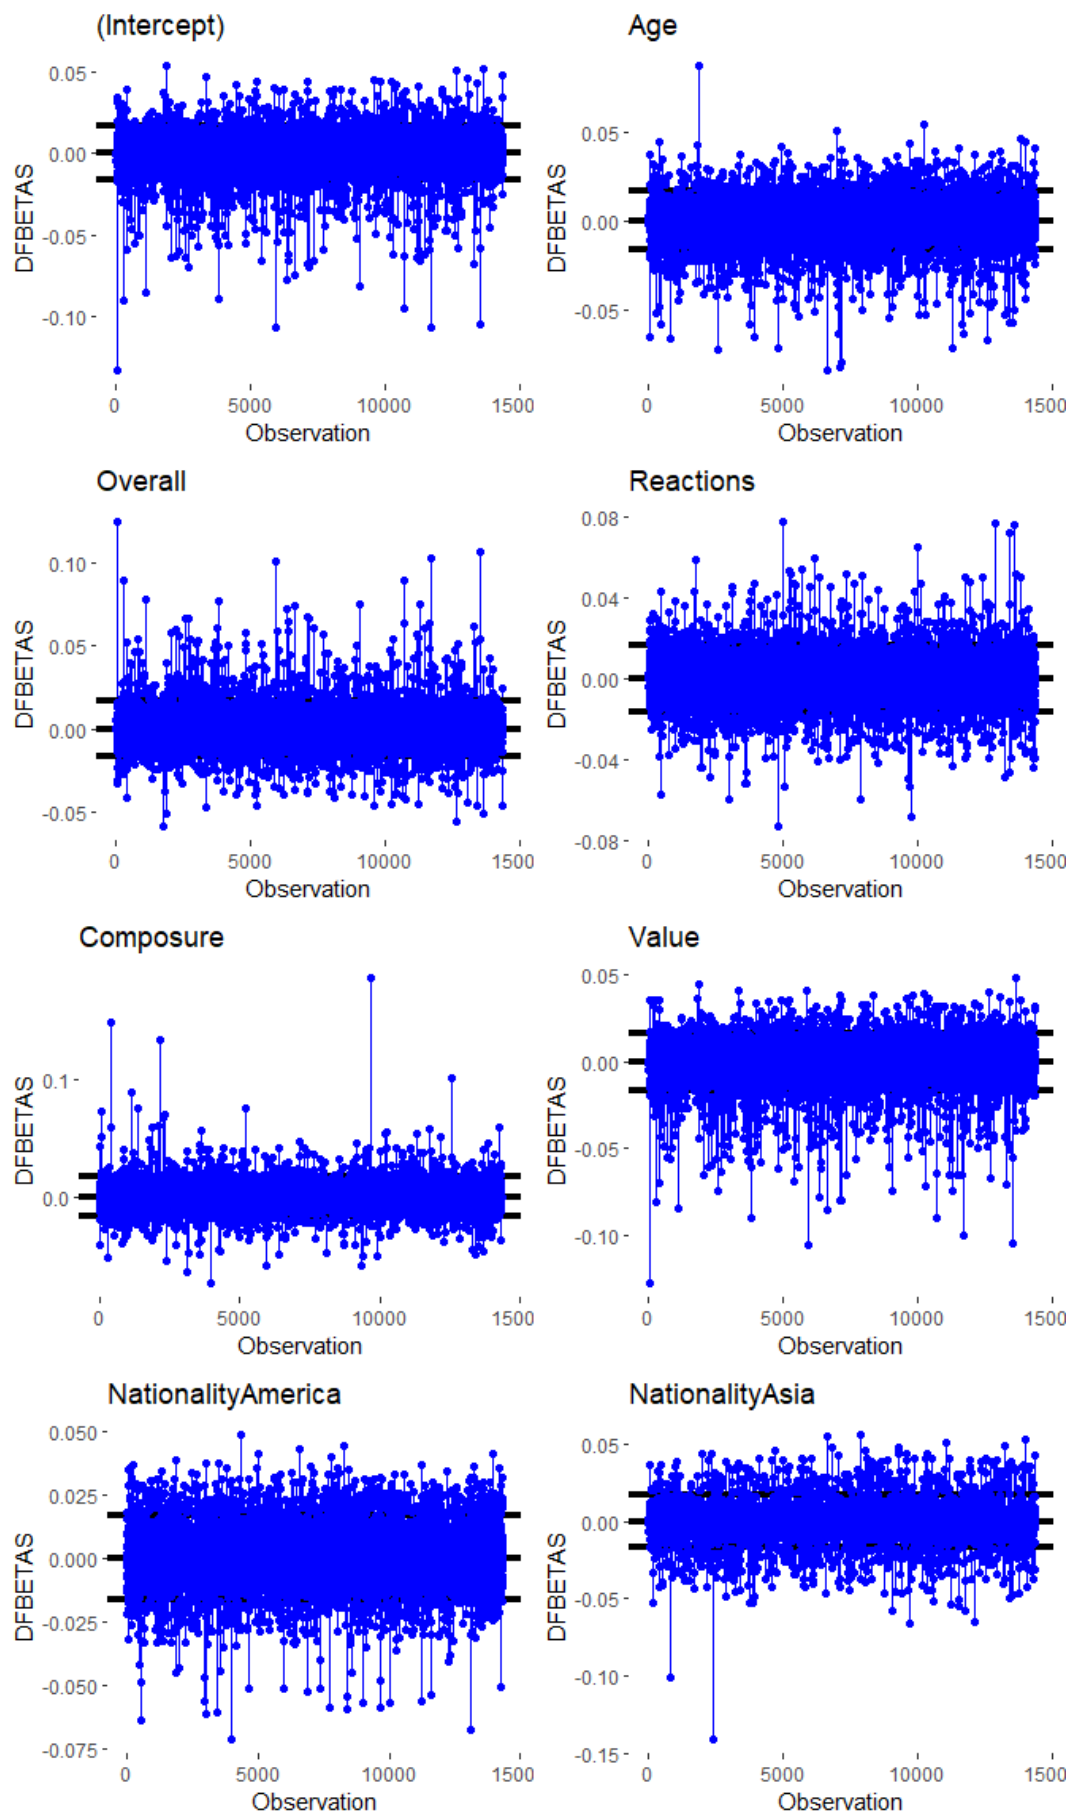 (Intercept)
0.05
0.00
-0.05
-0.10
DFBETAS
0
5000
10000
1500
Observation
Age
0.05
0.00
-0.05
DFBETAS
0
5000
10000
1500
Observation
Overall
0.10
0.05
0.00
-0.05
DFBETAS
0
5000
10000
1500
Observation
Reactions
0.08
0.04
0.00
-0.04
-0.08
DFBETAS
0
5000
10000
1500
Observation
Composure
0.1
0.0
DFBETAS
0
5000
10000
1500
Observation
Value
0.05
0.00
-0.05
-0.10
DFBETAS
0
5000
10000
1500
Observation
NationalityAmerica
0.050
0.025
0.000
-0.025
-0.050
-0.075
DFBETAS
0
5000
10000
1500
Observation
NationalityAsia
0.05
0.00
-0.05
-0.10
-0.15
DFBETAS
0
5000
10000
1500
Observation